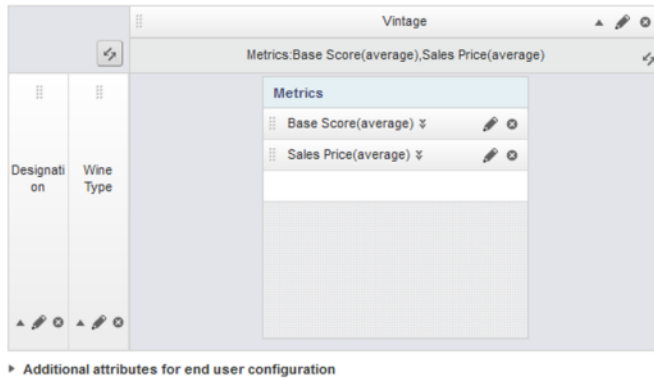 Vintage
Metrics:Base Score(average),Sales Price(average)
Metrics
Base Score(average)
Sales Price(average)
Designati
on
Wine
Type
Additional attributes for end user configuration